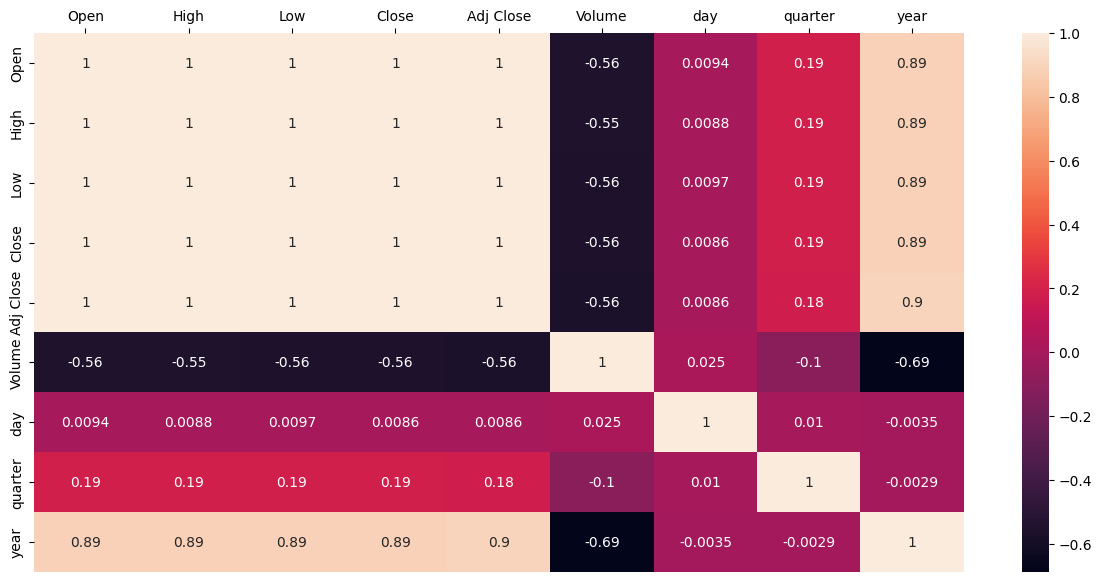 Open High Low Close Adj Close Volume day quarter year
Open 1 1 1 1 1 -0.56 0.0094 0.19 0.89
High 1 1 1 1 1 -0.55 0.0088 0.19 0.89
Low 1 1 1 1 1 -0.56 0.0097 0.19 0.89
Close 1 1 1 1 1 -0.56 0.0086 0.19 0.89
Adj Close 1 1 1 1 1 -0.56 0.0086 0.18 0.9
Volume -0.56 -0.55 -0.56 -0.56 -0.56 1 0.025 -0.1 -0.69
day 0.0094 0.0088 0.0097 0.0086 0.0086 0.025 1 0.01 -0.0035
quarter 0.19 0.19 0.19 0.19 0.18 -0.1 0.01 1 -0.0029
year 0.89 0.89 0.89 0.89 0.9 -0.69 -0.0035 -0.0029 1
1.0
0.8
0.6
0.4
0.2
0.0
−0.2
−0.4
−0.6